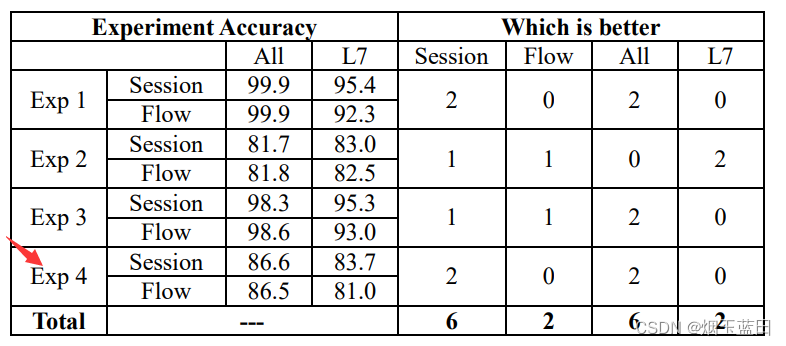 Experiment Accuracy Which is better
All L7 Session Flow All L7
Exp 1 Session 99.9 95.4 2 0 2 0
Flow 99.9 92.3
Exp 2 Session 81.7 83.0 1 1 0 2
Flow 81.8 82.5
Exp 3 Session 98.3 95.3 1 1 2 0
Flow 98.6 93.0
Exp 4 Session 86.6 83.7 2 0 2 0
Flow 86.5 81.0
Total --- 6 2 6 2
CSDN @烟玉蓝田